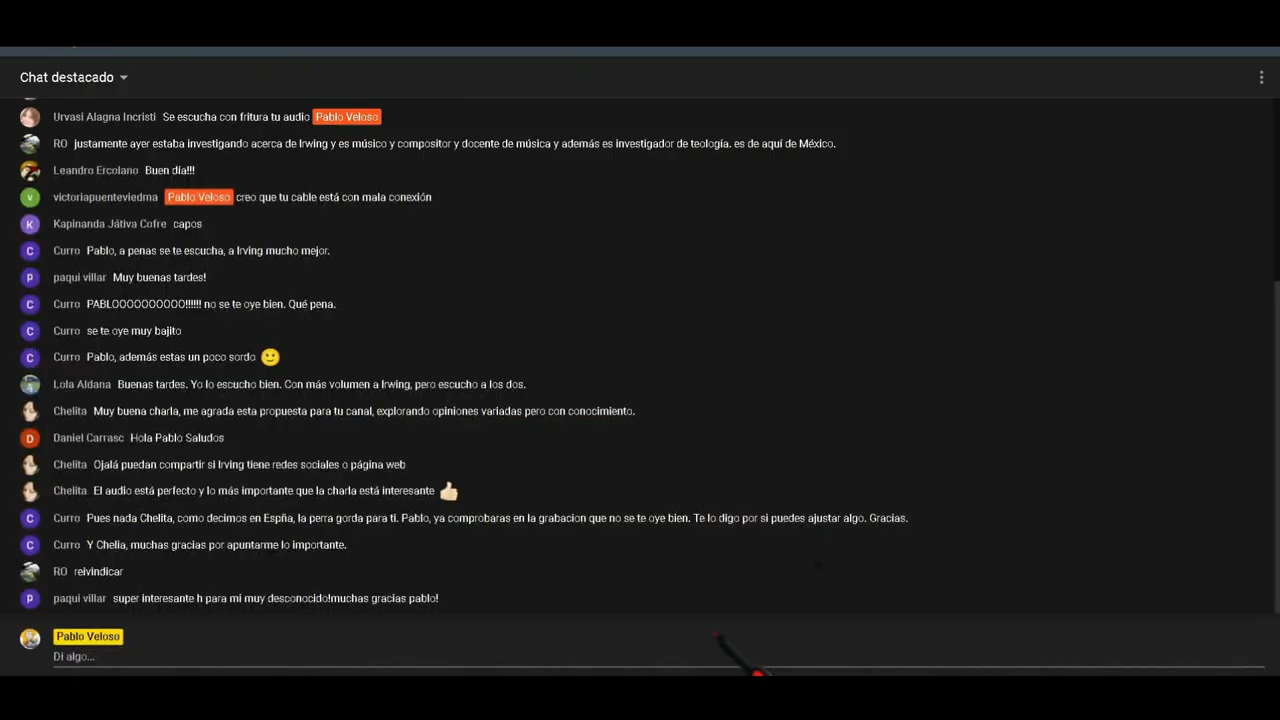 Chat destacado
Urvasi Alagna Incristi Se escucha con fritura tu audio Pablo Veloso
RO justamente ayer estaba investigando acerca de Irwing y es músico y compositor y docente de música y además es investigador de teología. es de aquí de México.
Leandro Ercolano Buen día!!!
victoriapuenteviedma Pablo Veloso creo que tu cable está con mala conexión
Kapinanda Játiva Cofre capos
Curro Pablo, a penas se te escucha, a Irving mucho mejor.
paqui villar Muy buenas tardes!
Curro PABLOOOOOOOOOO!!!!!! no se te oye bien. Qué pena.
Curro se te oye muy bajito
Curro Pablo, además estas un poco sordo 🙂
Lola Aldana Buenas tardes. Yo lo escucho bien. Con más volumen a Irwing, pero escucho a los dos.
Chelita Muy buena charla, me agrada esta propuesta para tu canal, explorando opiniones variadas pero con conocimiento.
Daniel Carrasc Hola Pablo Saludos
Chelita Ojalá puedan compartir si Irving tiene redes sociales o página web
Chelita El audio está perfecto y lo más importante que la charla está interesante 👍🏻
Curro Pues nada Chelita, como decimos en Espña, la perra gorda para ti. Pablo, ya comprobaras en la grabacion que no se te oye bien. Te lo digo por si puedes ajustar algo. Gracias.
Curro Y Chelia, muchas gracias por apuntarme lo importante.
RO reivindicar
paqui villar super interesante h para mi muy desconocido!muchas gracias pablo!
Pablo Veloso
Di algo...